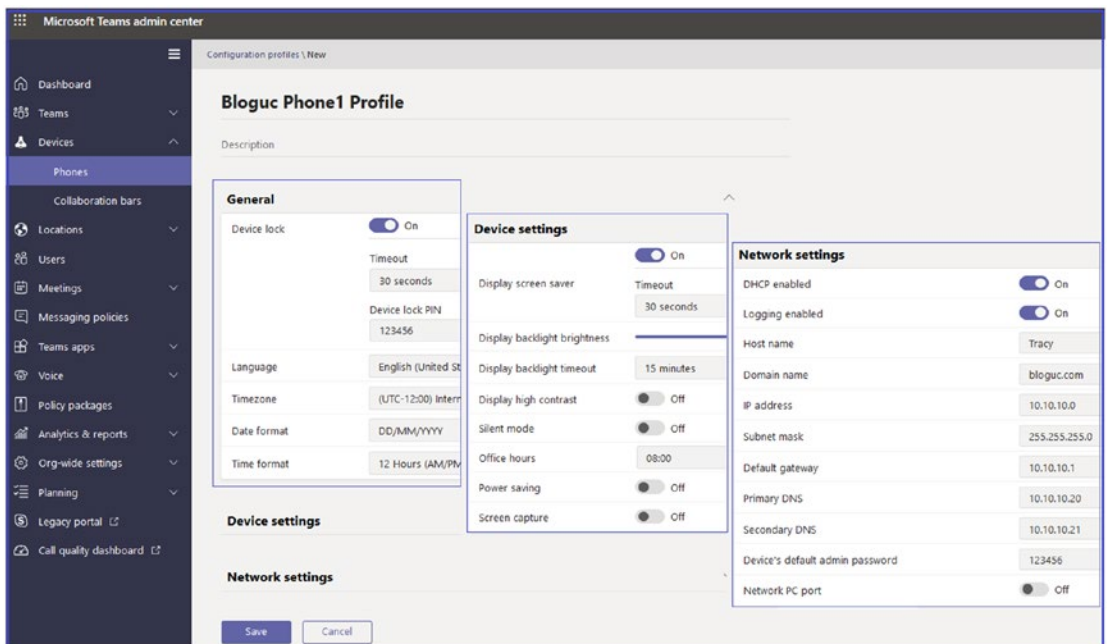 Microsoft Teams admin center
Configuration profiles \ New
Dashboard
Teams
Devices
Phones
Collaboration bars
Locations
Users
Meetings
Messaging policies
Teams apps
Voice
Policy packages
Analytics & reports
Org-wide settings
Planning
Legacy portal
Call quality dashboard
Bloguc Phone1 Profile
Description
General
Device lock On
Timeout
30 seconds
Device lock PIN
123456
Language English (United St
Timezone (UTC-12:00) Intern
Date format DD/MM/YYYY
Time format 12 Hours (AM/PM
Device settings
Network settings
Save Cancel
Device settings
On
Display screen saver Timeout
30 seconds
Display backlight brightness
Display backlight timeout 15 minutes
Display high contrast Off
Silent mode Off
Office hours 08:00
Power saving Off
Screen capture Off
Network settings
DHCP enabled On
Logging enabled On
Host name Tracy
Domain name bloguc.com
IP address 10.10.10.0
Subnet mask 255.255.255.0
Default gateway 10.10.10.1
Primary DNS 10.10.10.20
Secondary DNS 10.10.10.21
Device's default admin password 123456
Network PC port Off